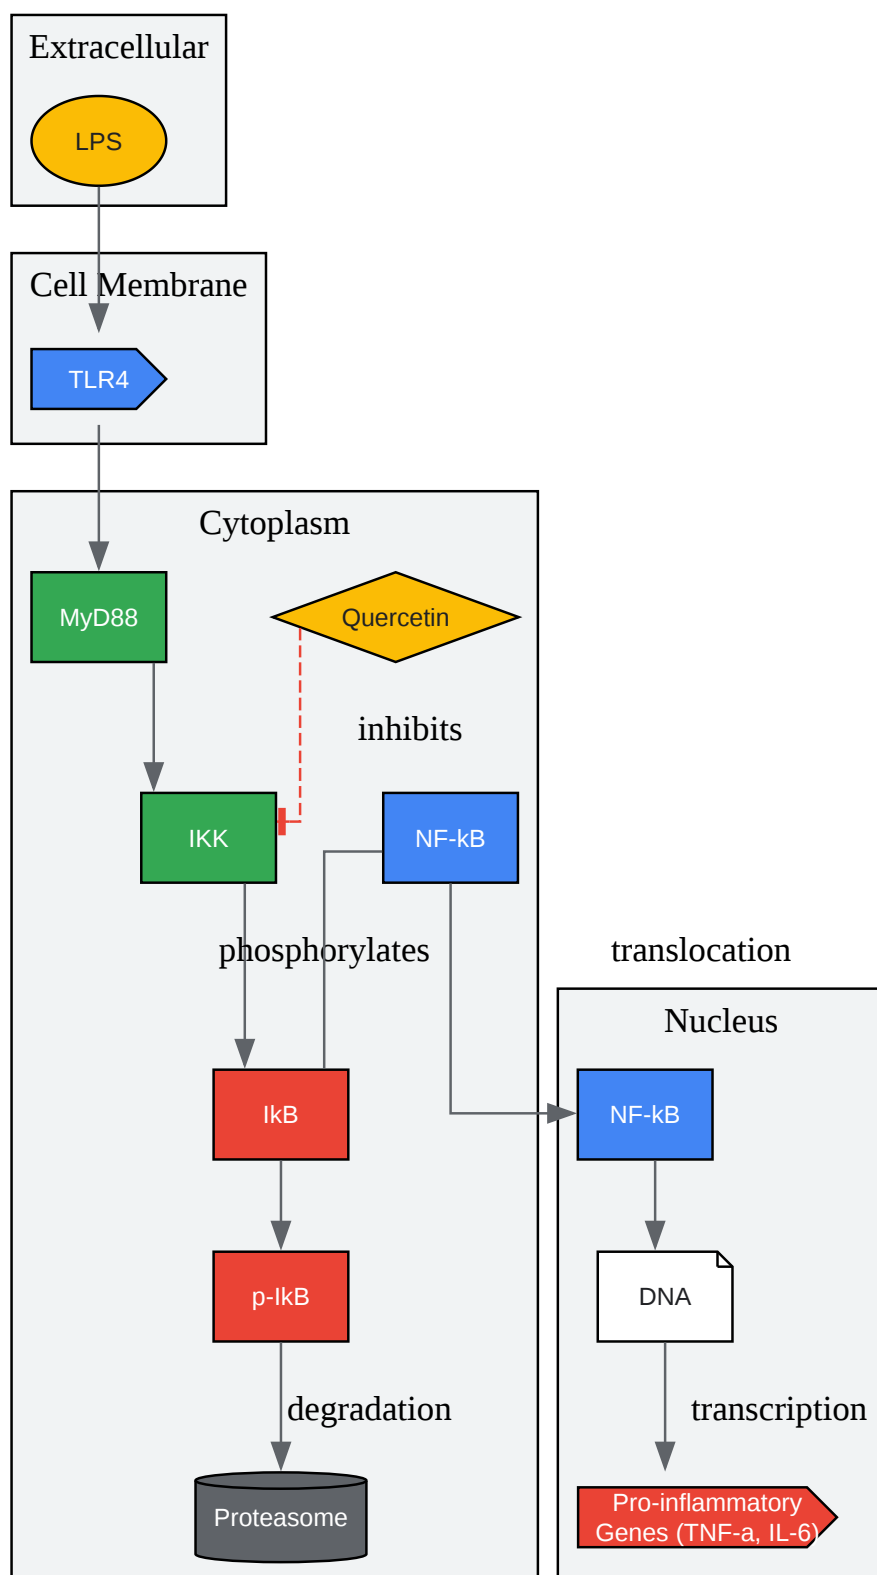 Extracellular
LPS
Cell Membrane
TLR4
Cytoplasm
MyD88
Quercetin
inhibits
IKK
NF-kB
phosphorylates
translocation
Nucleus
IkB
NF-kB
p-IkB
DNA
degradation
transcription
Proteasome
Pro-inflammatory
Genes (TNF-a, IL-6)